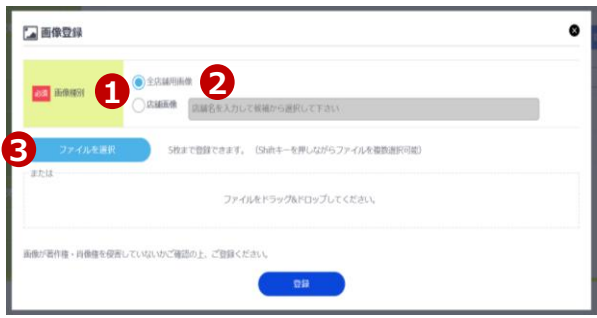 画像登録
必須 画像種別
1
全店舗用画像
2
店舗画像
店舗名を入力して候補から選択して下さい
3
ファイルを選択
5枚まで登録できます。 (Shiftキーを押しながらファイルを複数選択可能)
または
ファイルをドラッグ&ドロップしてください。
画像が著作権・肖像権を侵害していないかご確認の上、ご登録ください。
登録